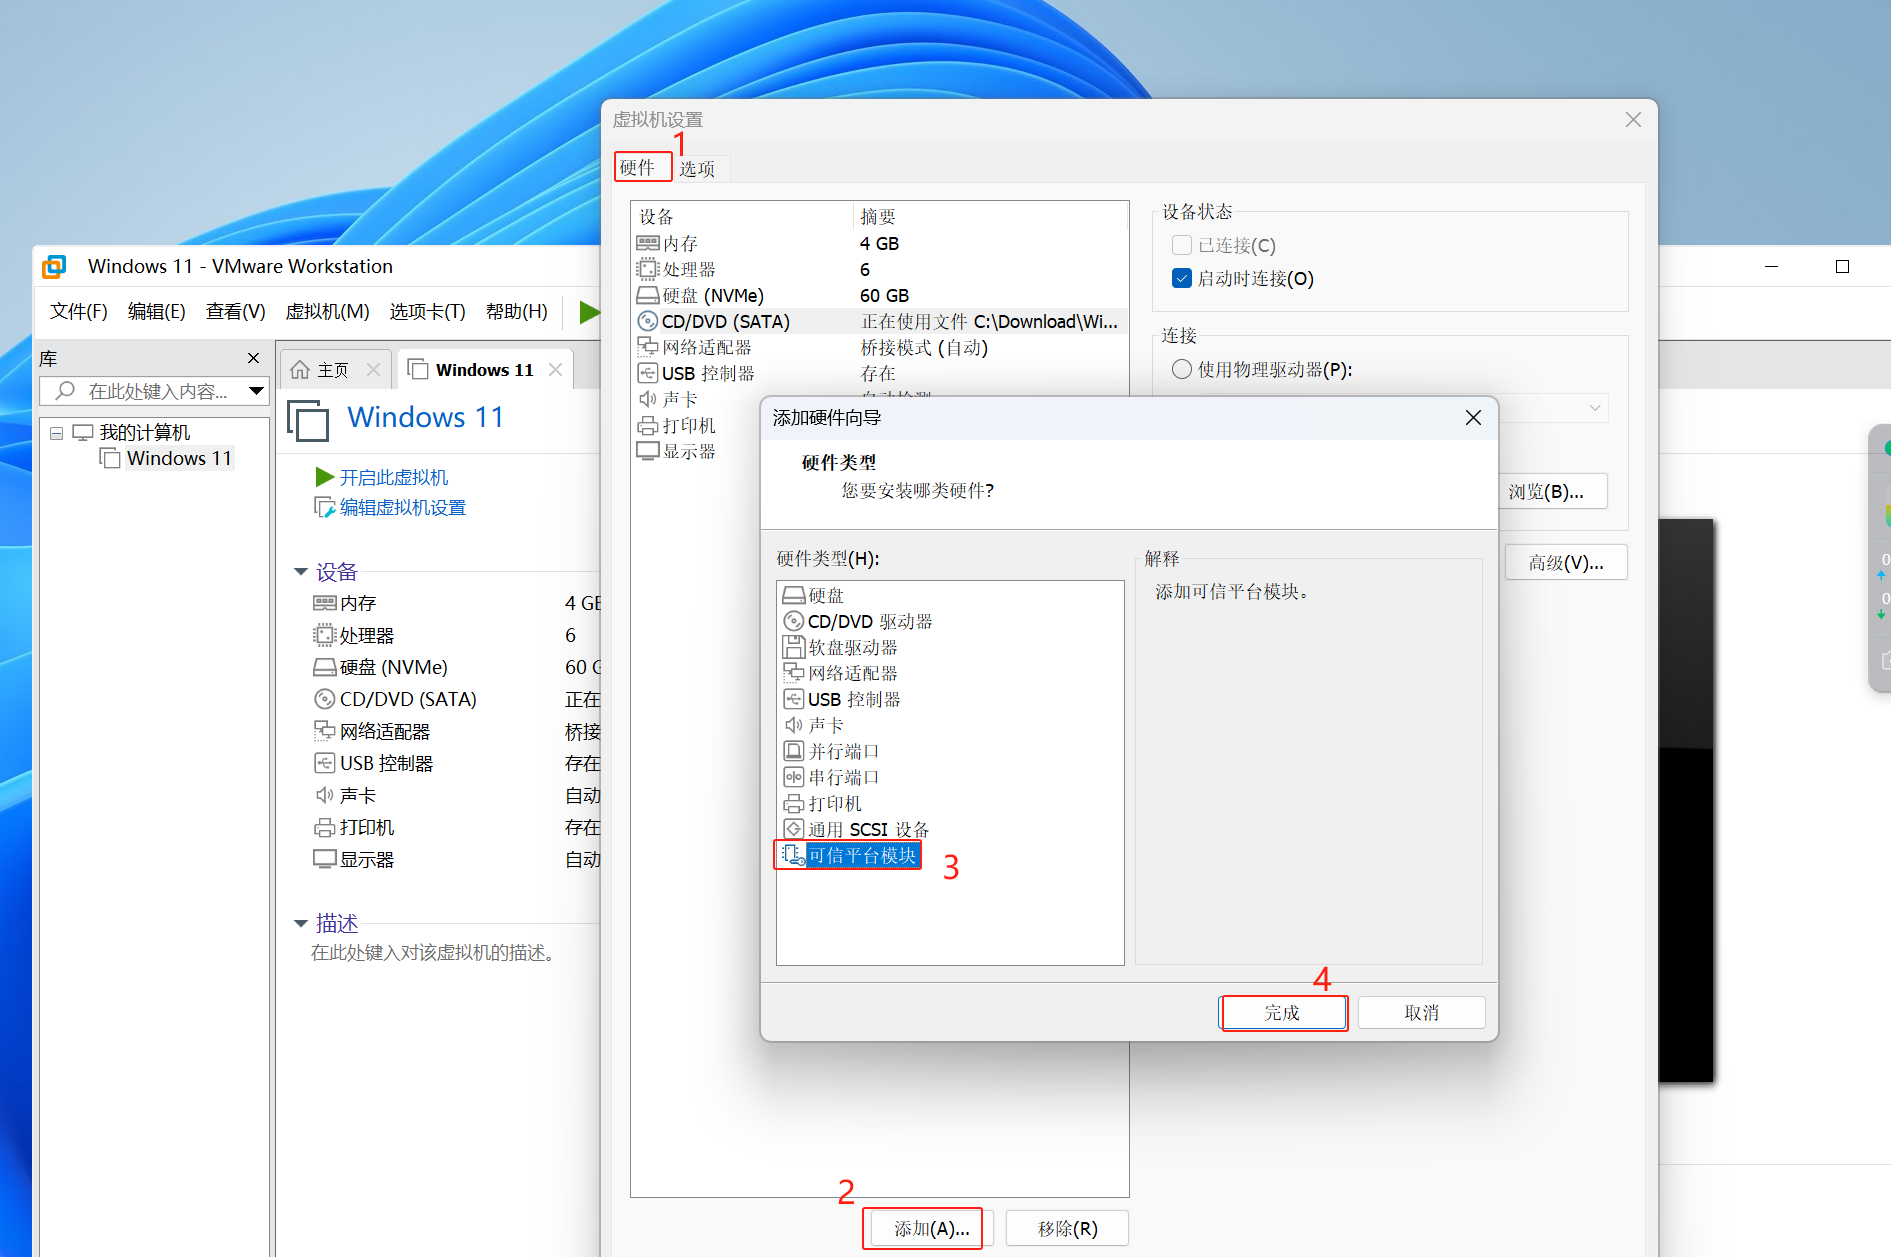 虚拟机设置
1
硬件
选项
设备
摘要
内存
4 GB
处理器
6
硬盘 (NVMe)
60 GB
CD/DVD (SATA)
正在使用文件 C:\Download\Wi...
网络适配器
桥接模式 (自动)
USB 控制器
存在
声卡
自动检测
打印机
显示器
设备状态
已连接(C)
启动时连接(O)
连接
使用物理驱动器(P):
浏览(B)...
高级(V)...
2
添加(A)...
移除(R)
添加硬件向导
硬件类型
您要安装哪类硬件?
硬件类型(H):
硬盘
CD/DVD 驱动器
软盘驱动器
网络适配器
USB 控制器
声卡
并行端口
串行端口
打印机
通用 SCSI 设备
可信平台模块
3
解释
添加可信平台模块。
4
完成
取消
Windows 11 - VMware Workstation
文件(F)
编辑(E)
查看(V)
虚拟机(M)
选项卡(T)
帮助(H)
库
在此处键入内容...
我的计算机
Windows 11
主页
Windows 11
Windows 11
开启此虚拟机
编辑虚拟机设置
设备
内存
4 GB
处理器
6
硬盘 (NVMe)
60 G
CD/DVD (SATA)
正在
网络适配器
桥接
USB 控制器
存在
声卡
自动
打印机
存在
显示器
自动
描述
在此处键入对该虚拟机的描述。
0
0